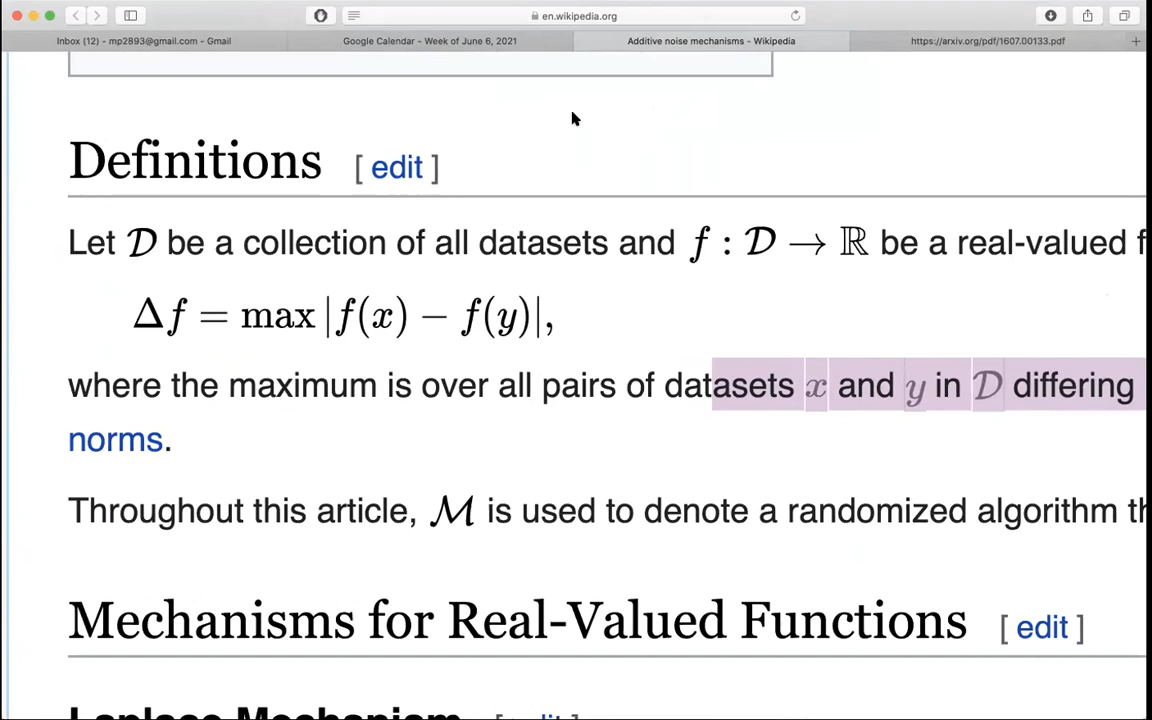 en.wikipedia.org
Inbox (12) - mp2893@gmail.com - Gmail
Google Calendar - Week of June 6, 2021
Additive noise mechanisms - Wikipedia
https://arxiv.org/pdf/1607.00133.pdf
Definitions [ edit ]
Let 𝒟 be a collection of all datasets and f : 𝒟 → ℝ be a real-valued f
Δf = max |f(x) − f(y)|,
where the maximum is over all pairs of datasets x and y in 𝒟 differing
norms.
Throughout this article, ℳ is used to denote a randomized algorithm th
Mechanisms for Real-Valued Functions [ edit ]
Laplace Mechanism [ edit ]